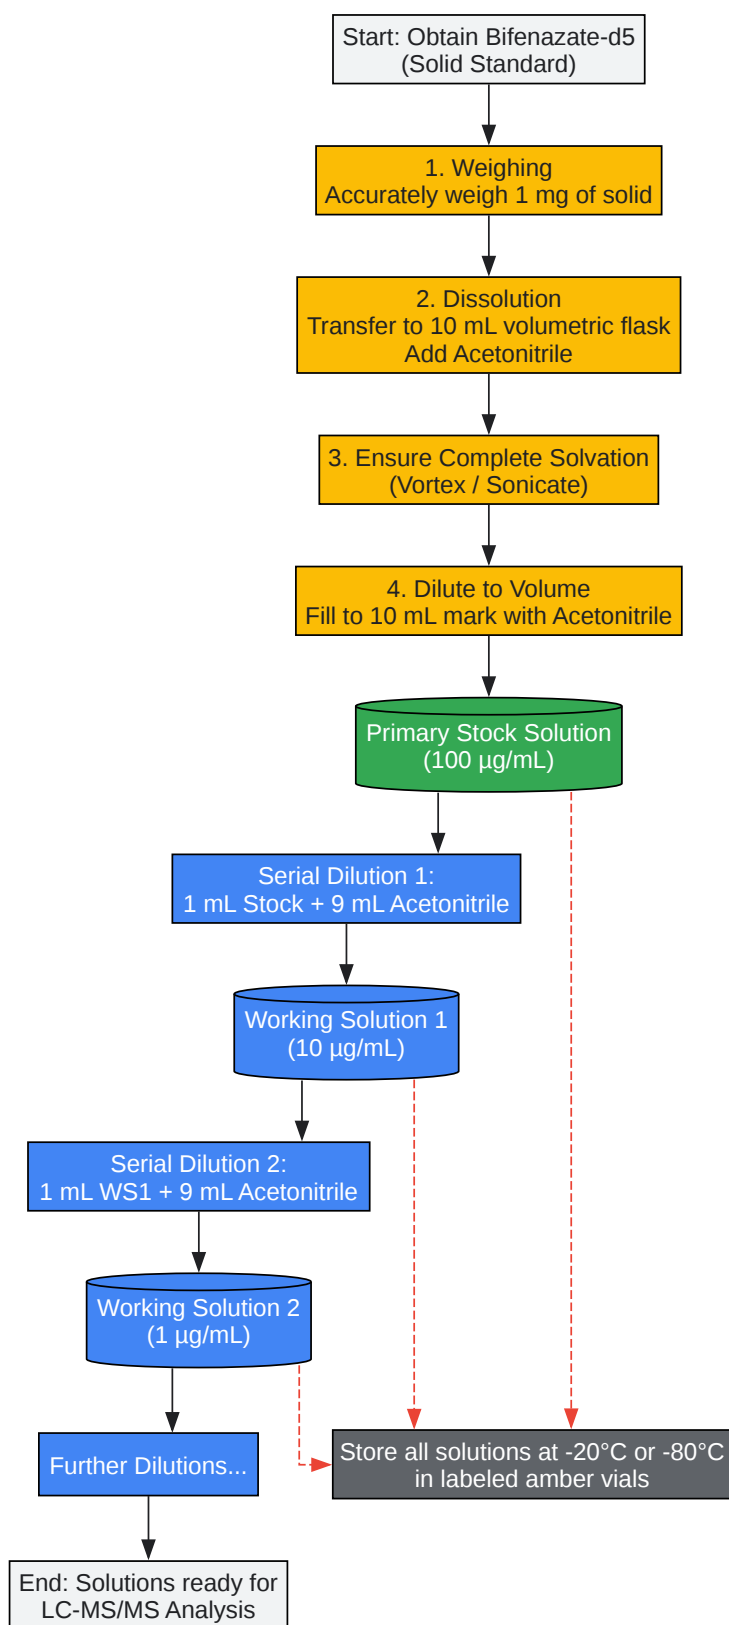 Start: Obtain Bifenazate-d5
(Solid Standard)
1. Weighing
Accurately weigh 1 mg of solid
2. Dissolution
Transfer to 10 mL volumetric flask
Add Acetonitrile
3. Ensure Complete Solvation
(Vortex / Sonicate)
4. Dilute to Volume
Fill to 10 mL mark with Acetonitrile
Primary Stock Solution
(100 µg/mL)
Serial Dilution 1:
1 mL Stock + 9 mL Acetonitrile
Working Solution 1
(10 µg/mL)
Serial Dilution 2:
1 mL WS1 + 9 mL Acetonitrile
Working Solution 2
(1 µg/mL)
Further Dilutions...
Store all solutions at -20°C or -80°C
in labeled amber vials
End: Solutions ready for
LC-MS/MS Analysis